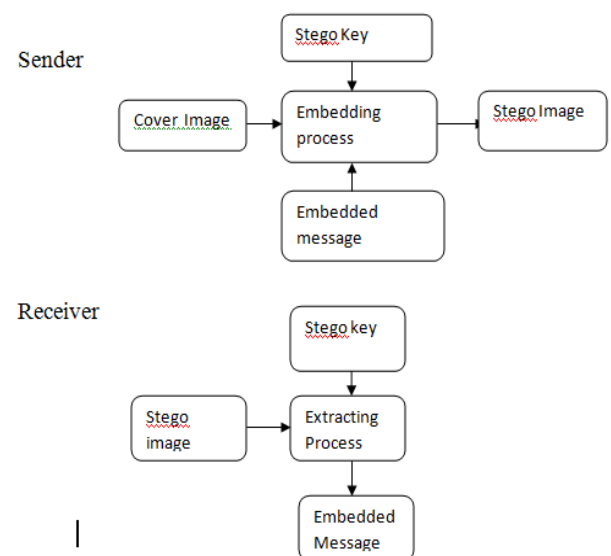 Sender
Stego Key
Cover Image
Embedding
process
Stego Image
Embedded
message
Receiver
Stego key
Stego
image
Extracting
Process
Embedded
Message